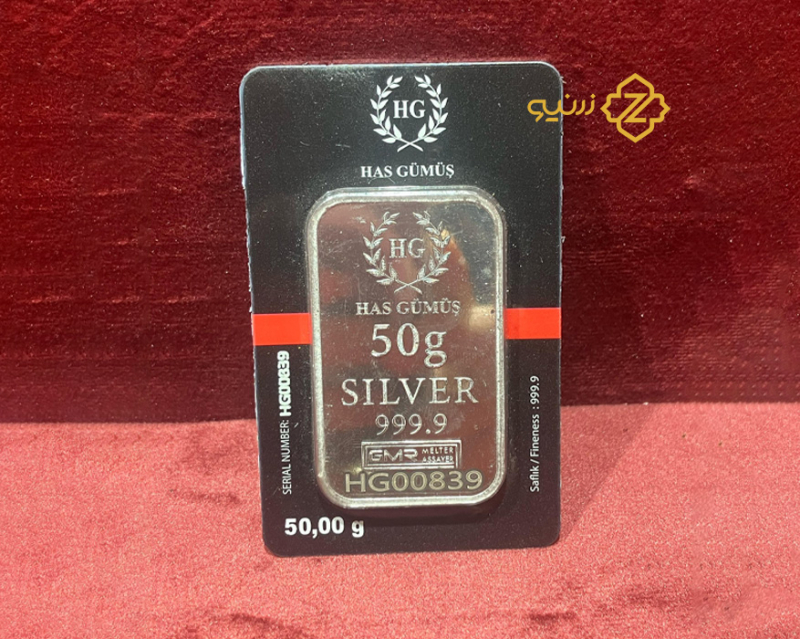 HG
HAS GÜMÜŞ
زرنیو
HG
HAS GÜMÜŞ
50g
SILVER
999.9
GMR MELTER
ASSAYER
HG00839
SERIAL NUMBER: HG00839
Saflık / Fineness : 999.9
50,00 g